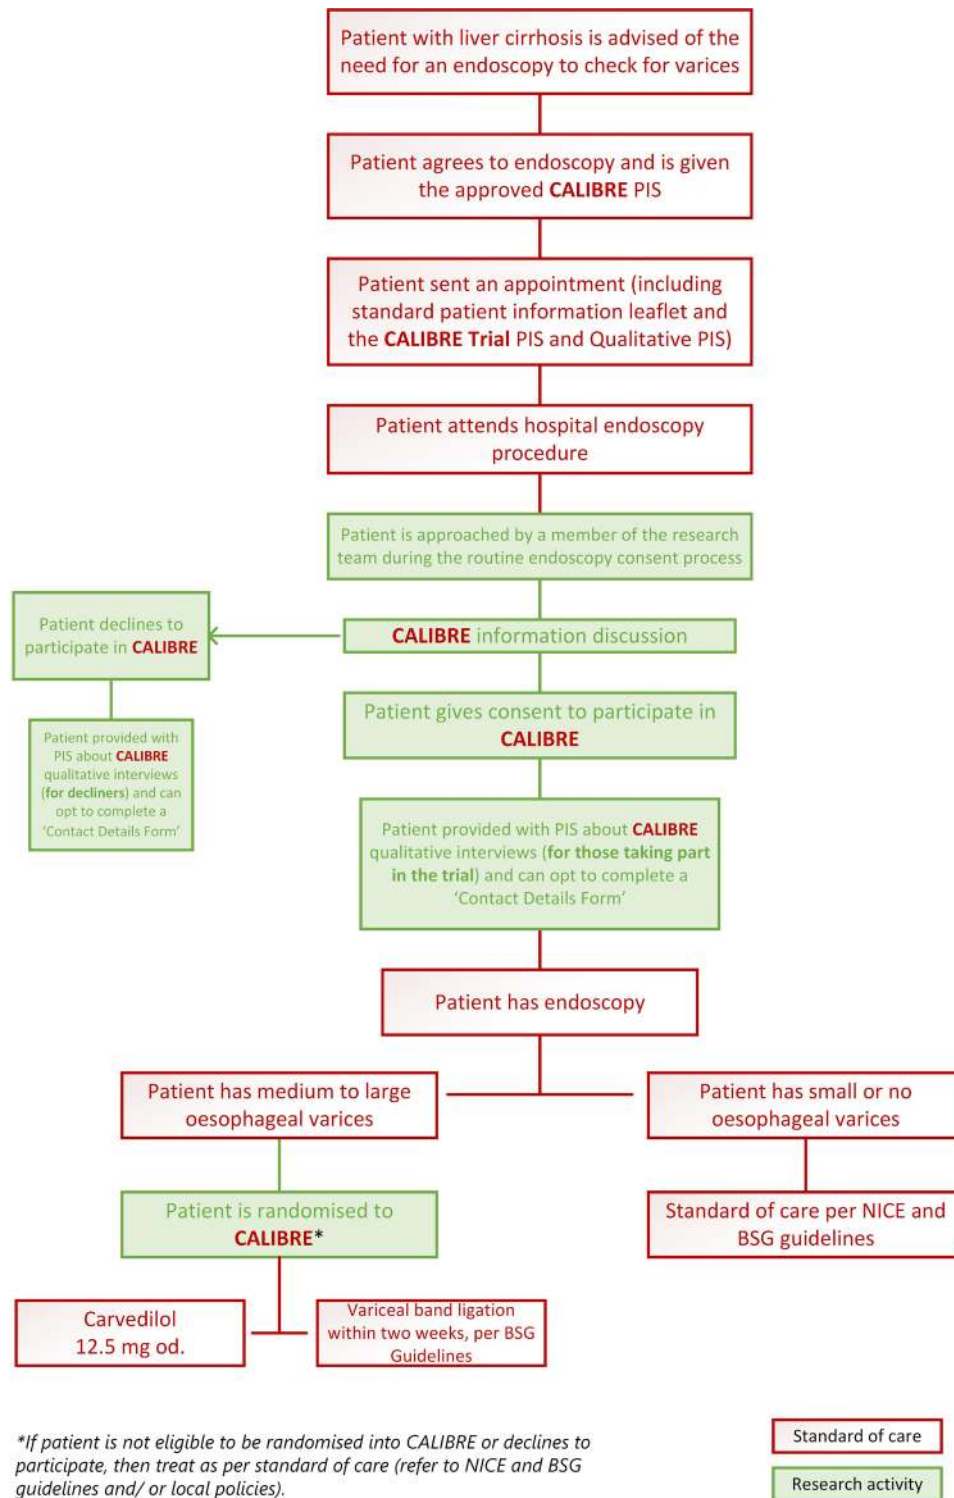 Patient with liver cirrhosis is advised of the
need for an endoscopy to check for varices
Patient agrees to endoscopy and is given
the approved CALIBRE PIS
Patient sent an appointment (including
standard patient information leaflet and
the CALIBRE Trial PIS and Qualitative PIS)
Patient attends hospital endoscopy
procedure
Patient is approached by a member of the research
team during the routine endoscopy consent process
CALIBRE information discussion
Patient declines to
participate in CALIBRE
Patient provided with
PIS about CALIBRE
qualitative interviews
(for decliners) and can
opt to complete a
‘Contact Details Form’
Patient gives consent to participate in
CALIBRE
Patient provided with PIS about CALIBRE
qualitative interviews (for those taking part
in the trial) and can opt to complete a
‘Contact Details Form’
Patient has endoscopy
Patient has medium to large
oesophageal varices
Patient has small or no
oesophageal varices
Patient is randomised to
CALIBRE*
Standard of care per NICE and
BSG guidelines
Carvedilol
12.5 mg od.
Variceal band ligation
within two weeks, per BSG
Guidelines
*If patient is not eligible to be randomised into CALIBRE or declines to
participate, then treat as per standard of care (refer to NICE and BSG
guidelines and/ or local policies).
Standard of care
Research activity